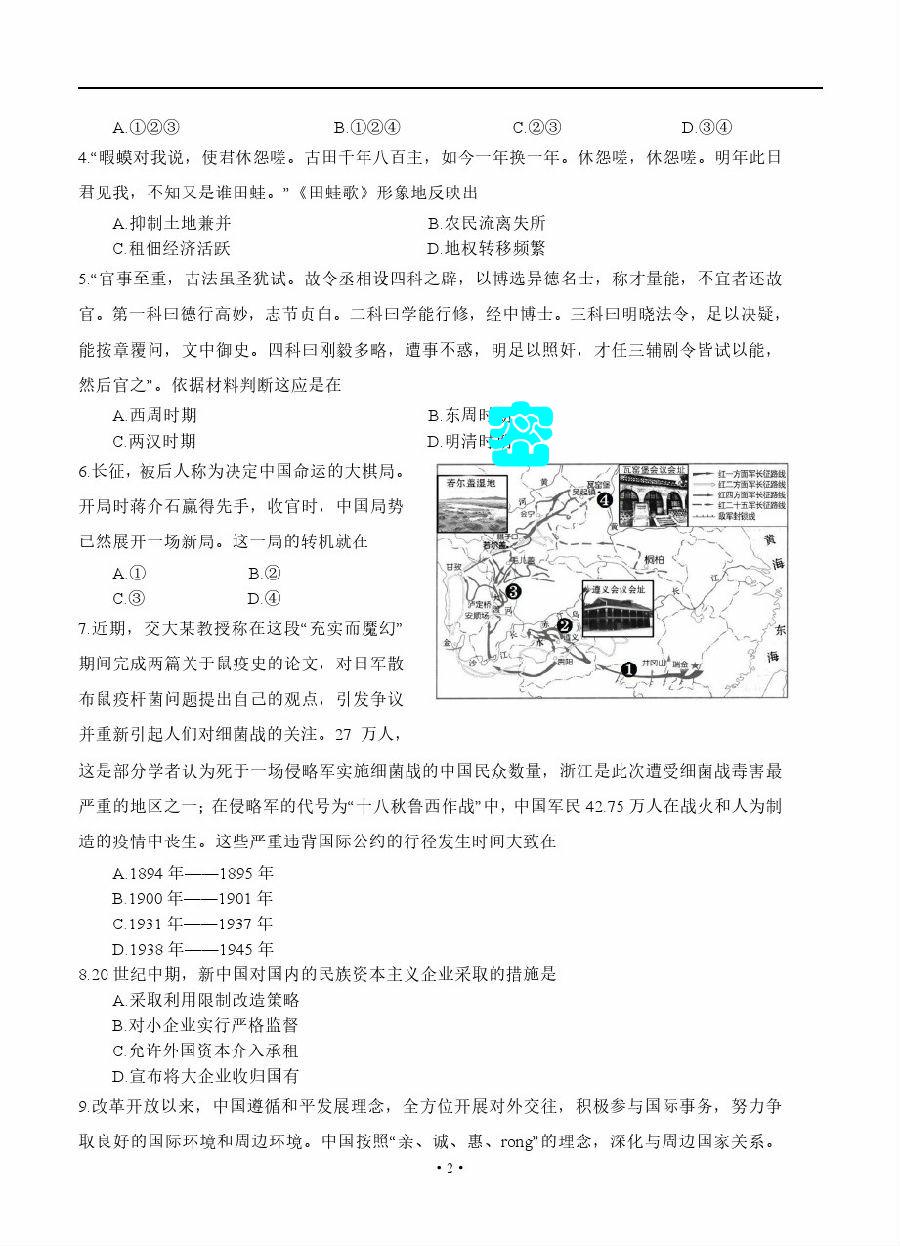 A.①②③ B.①②④ C.②③ D.③④
4.“暇蟆对我说，使君休怨嗟。古田千年八百主，如今一年换一年。休怨嗟，休怨嗟。明年此日
君见我，不知又是谁田蛙。”《田蛙歌》形象地反映出
A.抑制土地兼并 B.农民流离失所
C.租佃经济活跃 D.地权转移频繁
5.“官事至重，古法虽圣犹试。故令丞相设四科之辟，以博选异德名士，称才量能，不宜者还故
官。第一科曰德行高妙，志节贞白。二科曰学能行修，经中博士。三科曰明晓法令，足以决疑，
能按章覆问，文中御史。四科曰刚毅多略，遭事不惑，明足以照奸，才任三辅剧令皆试以能，
然后官之”。依据材料判断这应是在
A.西周时期 B.东周时
C.两汉时期 D.明清时
6.长征，被后人称为决定中国命运的大棋局。
开局时蒋介石赢得先手，收官时，中国局势
已然展开一场新局。这一局的转机就在
A.① B.②
C.③ D.④
若尔盖湿地
瓦窑堡会议会址
遵义会议会址
红一方面军长征路线
红二方面军长征路线
红四方面军长征路线
红二十五军长征路线
敌军封锁线
黄
河
吴起镇
瓦窑堡
❹
会宁
黄
腊子口
若尔盖
毛儿盖
甘孜
桐柏
黄
海
❸
泸定桥
安顺场
河
长
江
❷
乌
赤
水
遵义
长
江
金
沙
贵阳
❶
井冈山
瑞金
东
海
7.近期，交大某教授称在这段“充实而魔幻”
期间完成两篇关于鼠疫史的论文，对日军散
布鼠疫杆菌问题提出自己的观点，引发争议
并重新引起人们对细菌战的关注。27 万人，
这是部分学者认为死于一场侵略军实施细菌战的中国民众数量，浙江是此次遭受细菌战毒害最
严重的地区之一；在侵略军的代号为“十八秋鲁西作战”中，中国军民 42.75 万人在战火和人为制
造的疫情中丧生。这些严重违背国际公约的行径发生时间大致在
A.1894 年——1895 年
B.1900 年——1901 年
C.1931 年——1937 年
D.1938 年——1945 年
8.20 世纪中期，新中国对国内的民族资本主义企业采取的措施是
A.采取利用限制改造策略
B.对小企业实行严格监督
C.允许外国资本介入承租
D.宣布将大企业收归国有
9.改革开放以来，中国遵循和平发展理念，全方位开展对外交往，积极参与国际事务，努力争
取良好的国际环境和周边环境。中国按照“亲、诚、惠、rong”的理念，深化与周边国家关系。
·2·